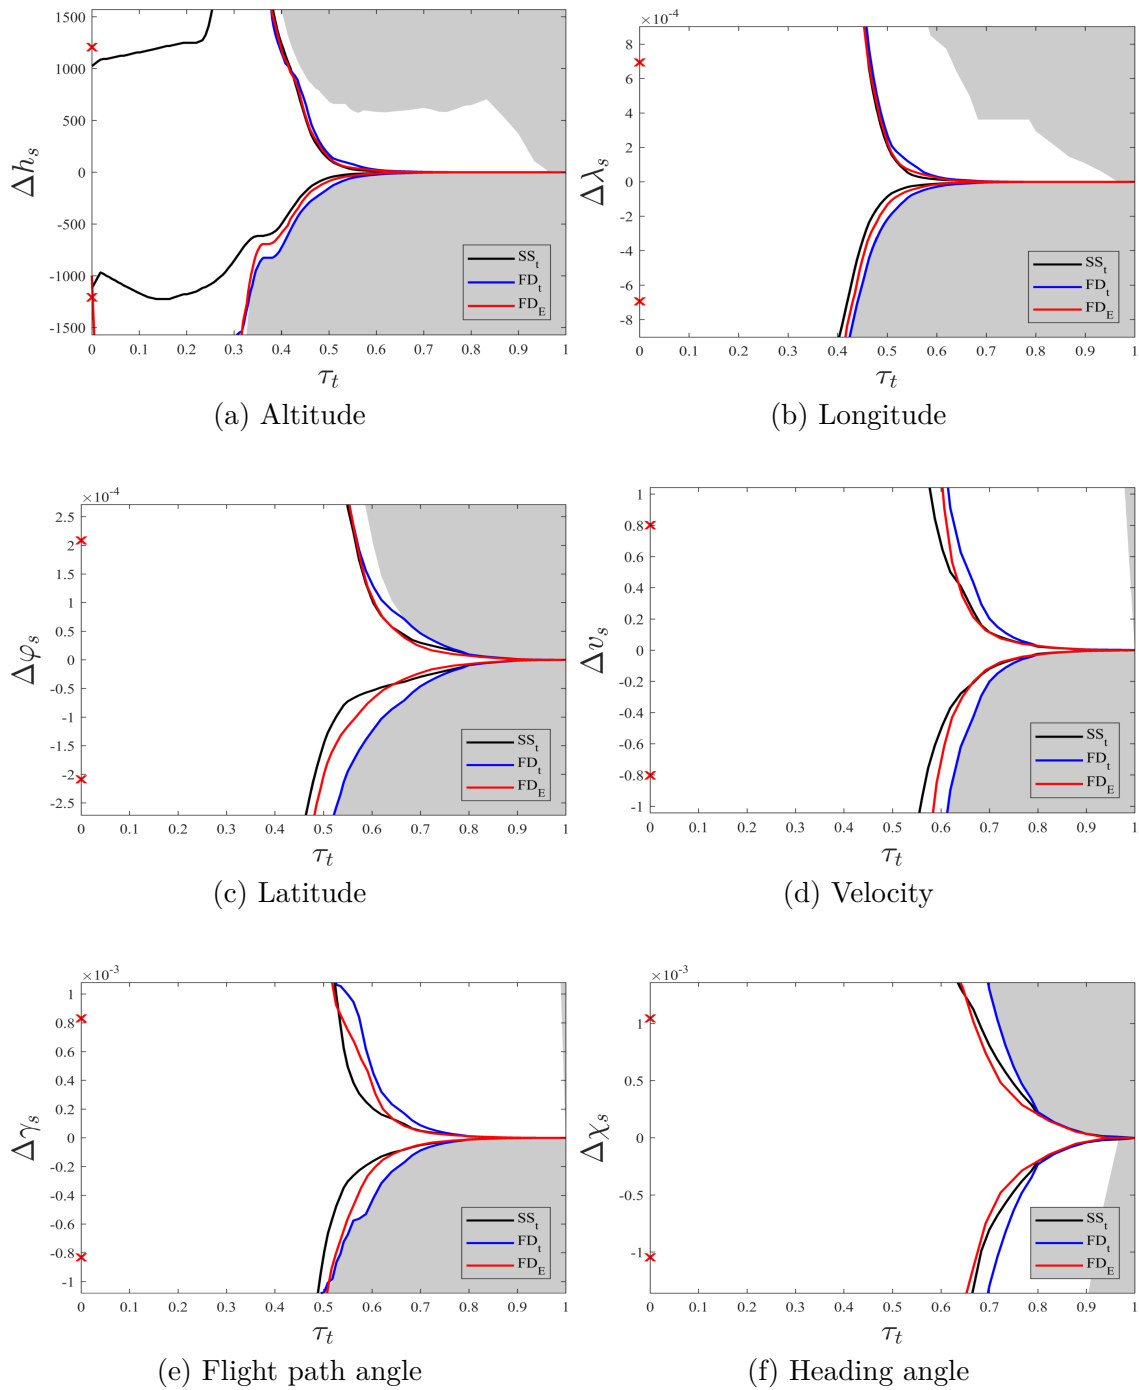 1500
1000
500
0
-500
-1000
-1500
Δh_s
0 0.1 0.2 0.3 0.4 0.5 0.6 0.7 0.8 0.9 1
τ_t
SS_t
FD_t
FD_E
(a) Altitude
×10^-4
8
6
4
2
0
-2
-4
-6
-8
Δλ_s
0 0.1 0.2 0.3 0.4 0.5 0.6 0.7 0.8 0.9 1
τ_t
SS_t
FD_t
FD_E
(b) Longitude
×10^-4
2.5
2
1.5
1
0.5
0
-0.5
-1
-1.5
-2
-2.5
Δφ_s
0 0.1 0.2 0.3 0.4 0.5 0.6 0.7 0.8 0.9 1
τ_t
SS_t
FD_t
FD_E
(c) Latitude
1
0.8
0.6
0.4
0.2
0
-0.2
-0.4
-0.6
-0.8
-1
Δv_s
0 0.1 0.2 0.3 0.4 0.5 0.6 0.7 0.8 0.9 1
τ_t
SS_t
FD_t
FD_E
(d) Velocity
×10^-3
1
0.8
0.6
0.4
0.2
0
-0.2
-0.4
-0.6
-0.8
-1
Δγ_s
0 0.1 0.2 0.3 0.4 0.5 0.6 0.7 0.8 0.9 1
τ_t
SS_t
FD_t
FD_E
(e) Flight path angle
×10^-3
1
0.5
0
-0.5
-1
Δχ_s
0 0.1 0.2 0.3 0.4 0.5 0.6 0.7 0.8 0.9 1
τ_t
SS_t
FD_t
FD_E
(f) Heading angle